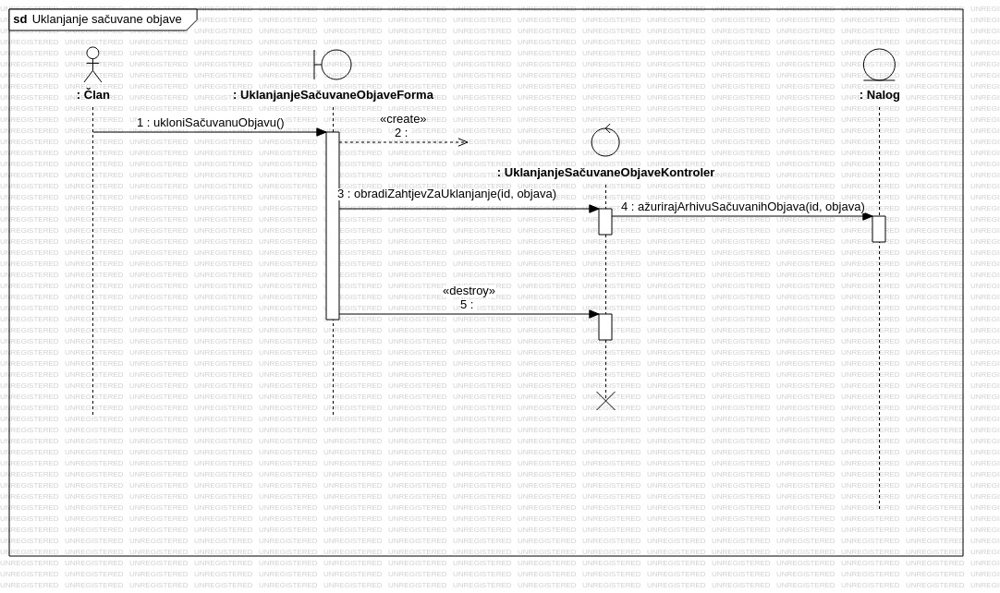 sd Uklanjanje sačuvane objave
: Član
: UklanjanjeSačuvaneObjaveForma
: Nalog
1 : ukloniSačuvanuObjavu()
«create»
2 :
: UklanjanjeSačuvaneObjaveKontroler
3 : obradiZahtjevZaUklanjanje(id, objava)
4 : ažurirajArhivuSačuvanihObjava(id, objava)
«destroy»
5 :
UNREGISTERED